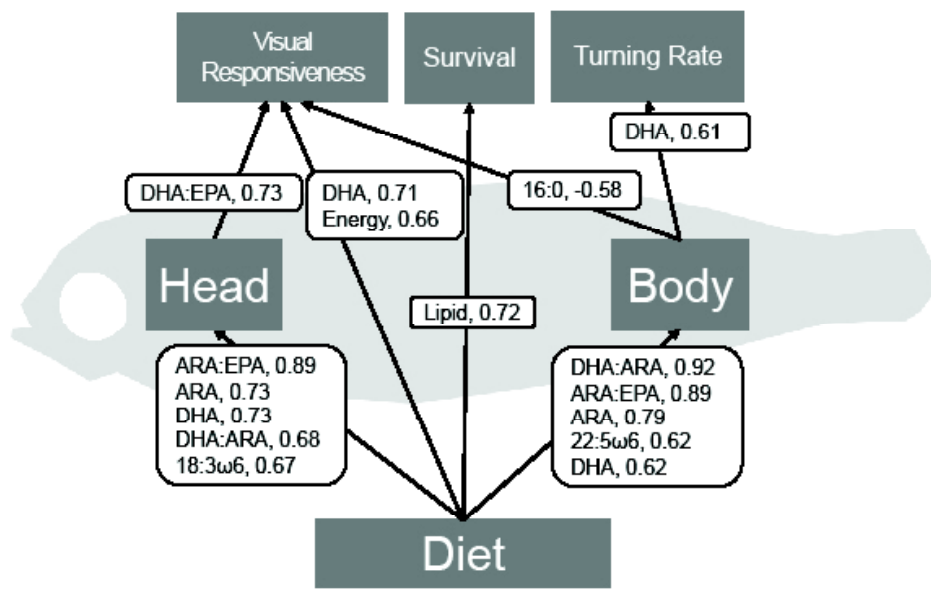 Visual
Responsiveness
Survival
Turning Rate
DHA, 0.61
DHA:EPA, 0.73
DHA, 0.71
Energy, 0.66
16:0, -0.58
Head
Body
Lipid, 0.72
ARA:EPA, 0.89
ARA, 0.73
DHA, 0.73
DHA:ARA, 0.68
18:3ω6, 0.67
DHA:ARA, 0.92
ARA:EPA, 0.89
ARA, 0.79
22:5ω6, 0.62
DHA, 0.62
Diet